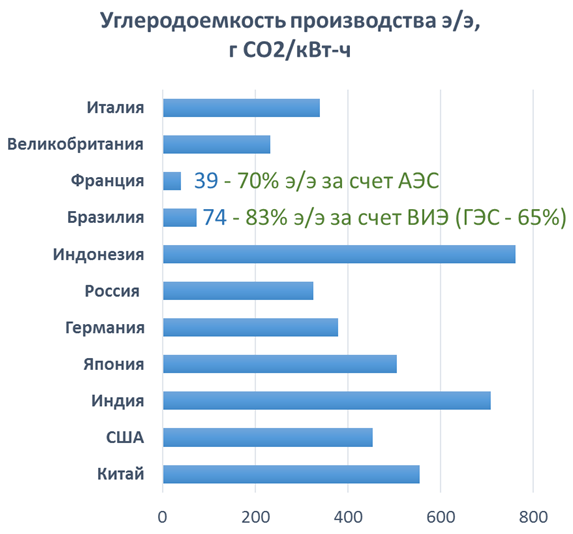 Углеродоемкость производства э/э,
г CO2/кВт-ч
Италия
Великобритания
Франция 39 - 70% э/э за счет АЭС
Бразилия 74 - 83% э/э за счет ВИЭ (ГЭС - 65%)
Индонезия
Россия
Германия
Япония
Индия
США
Китай
0 200 400 600 800